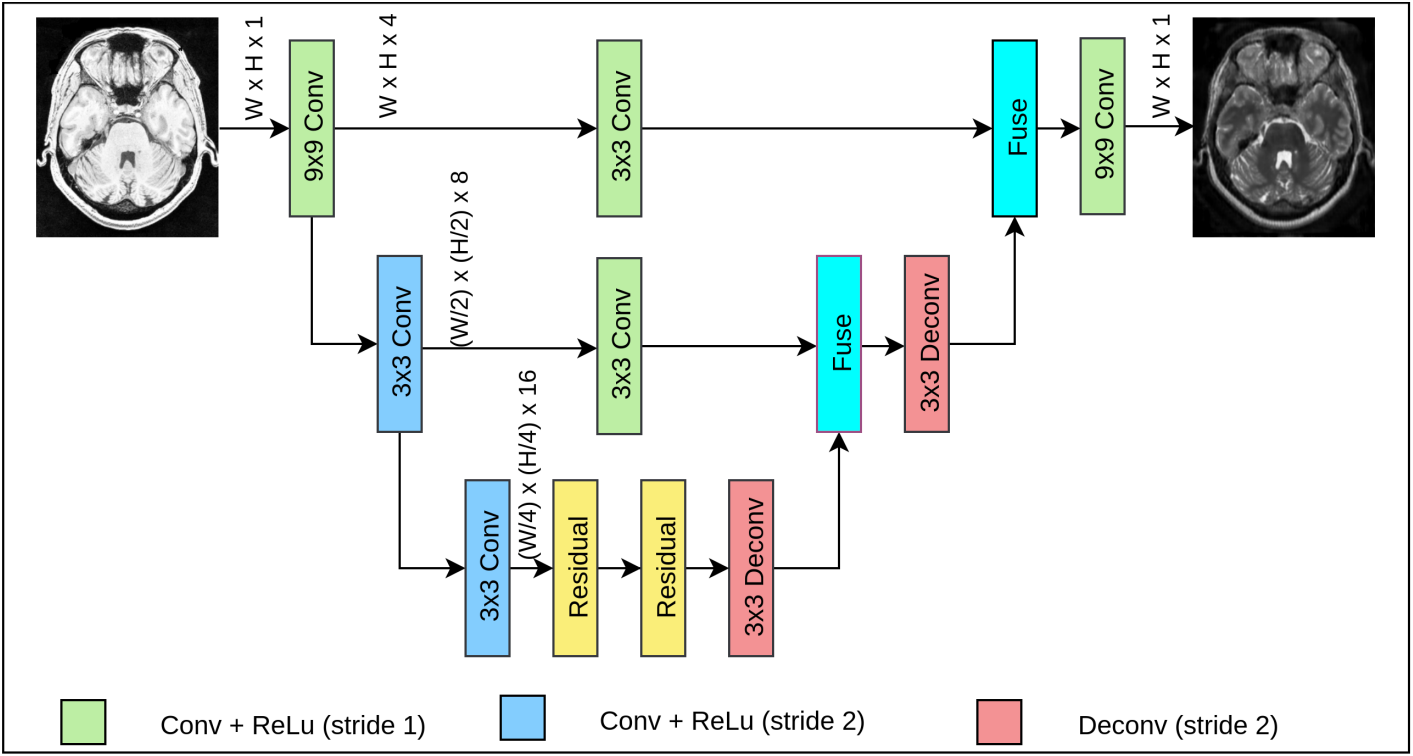 W x H x 1
9x9 Conv
W x H x 4
3x3 Conv
Fuse
9x9 Conv
W x H x 1
3x3 Conv
(W/2) x (H/2) x 8
3x3 Conv
Fuse
3x3 Deconv
3x3 Conv
(W/4) x (H/4) x 16
Residual
Residual
3x3 Deconv
Conv + ReLu (stride 1)
Conv + ReLu (stride 2)
Deconv (stride 2)